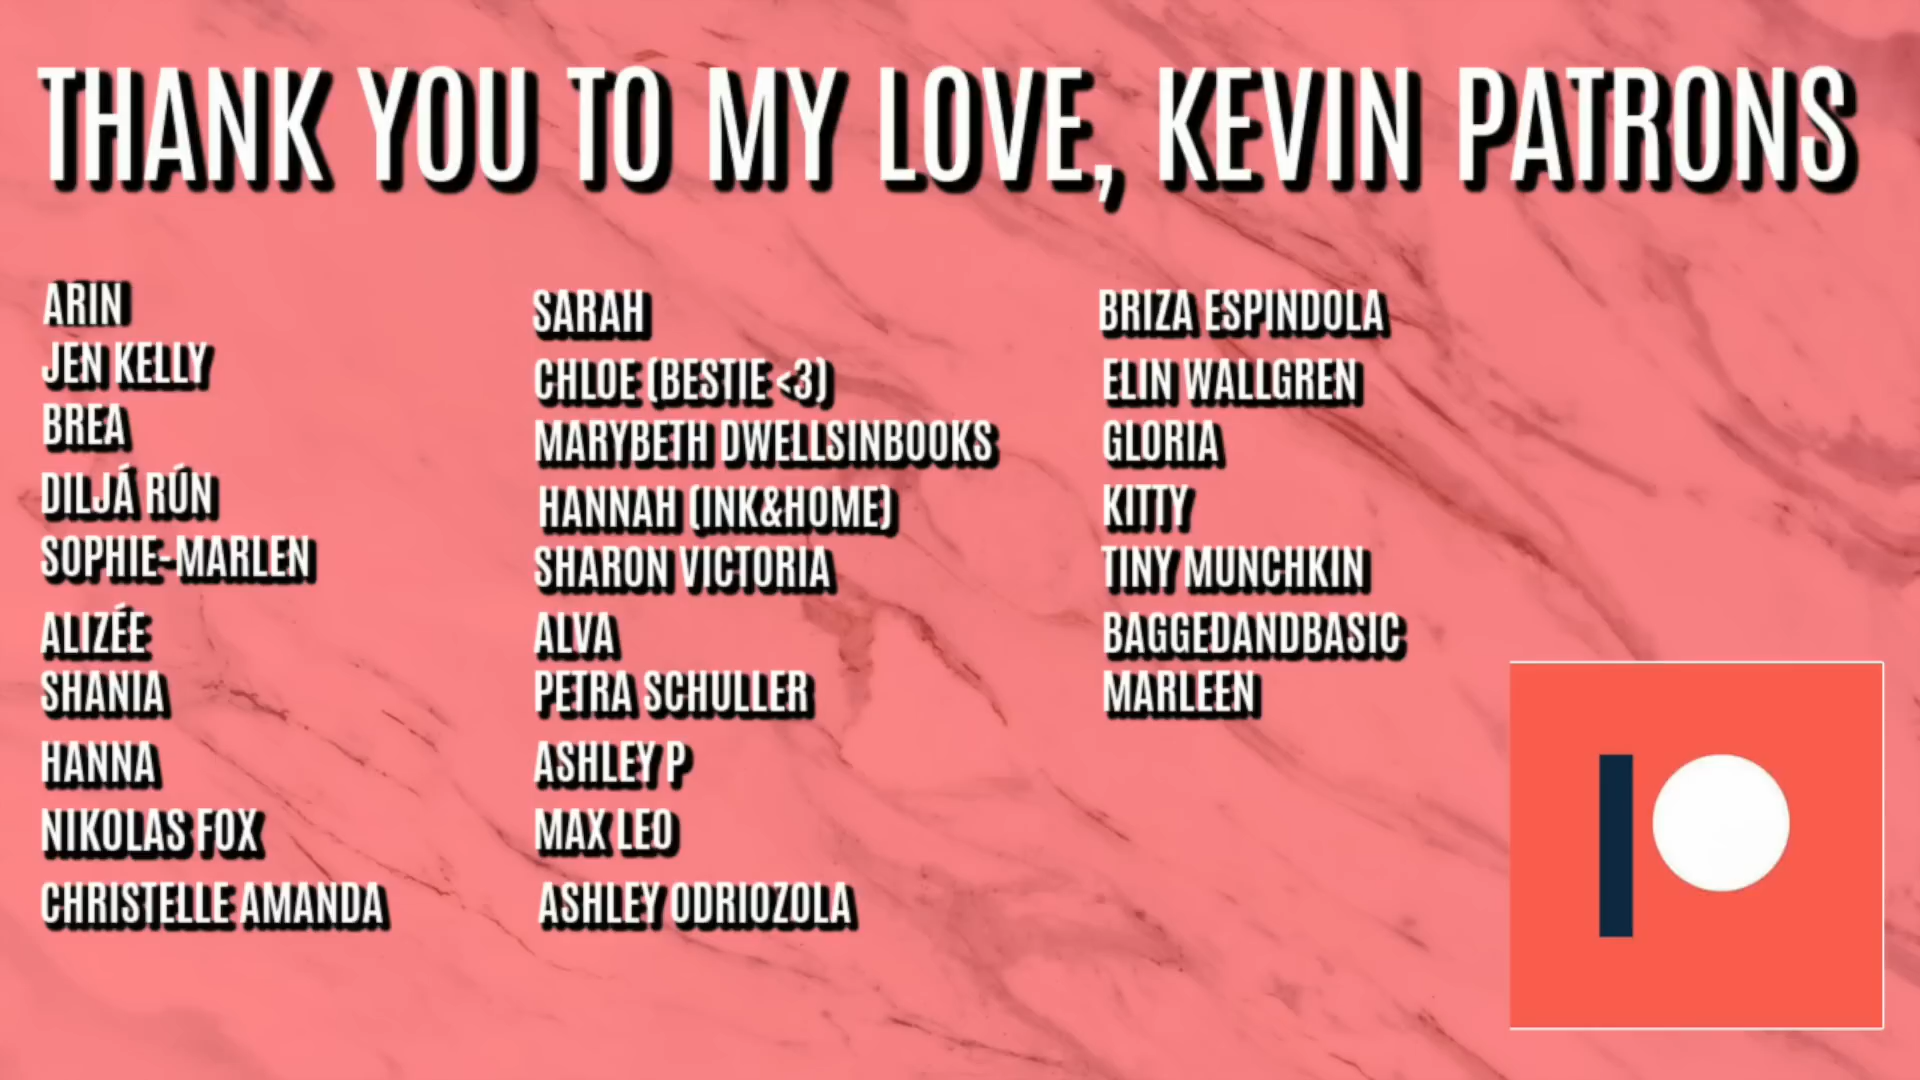 THANK YOU TO MY LOVE, KEVIN PATRONS
ARIN
JEN KELLY
BREA
DILJÁ RÚN
SOPHIE-MARLEN
ALIZÉE
SHANIA
HANNA
NIKOLAS FOX
CHRISTELLE AMANDA
SARAH
CHLOE (BESTIE <3)
MARYBETH DWELLSINBOOKS
HANNAH (INK&HOME)
SHARON VICTORIA
ALVA
PETRA SCHULLER
ASHLEY P
MAX LEO
ASHLEY ODRIOZOLA
BRIZA ESPINDOLA
ELIN WALLGREN
GLORIA
KITTY
TINY MUNCHKIN
BAGGEDANDBASIC
MARLEEN